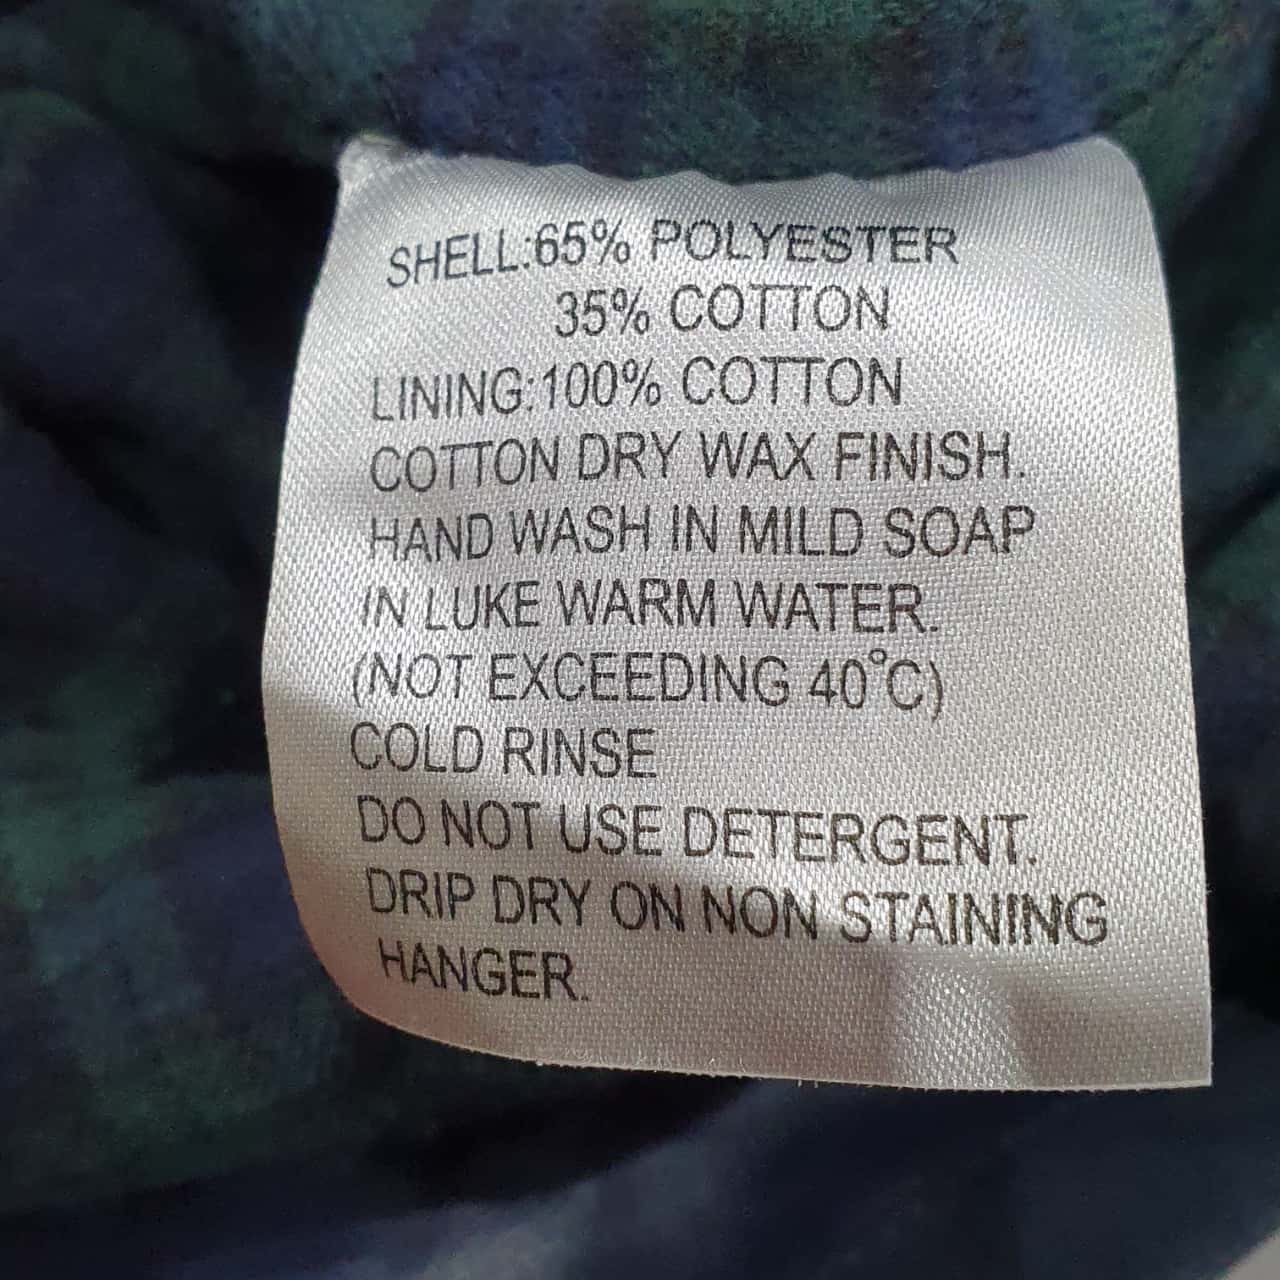 SHELL:65% POLYESTER
35% COTTON
LINING:100% COTTON
COTTON DRY WAX FINISH.
HAND WASH IN MILD SOAP
IN LUKE WARM WATER.
(NOT EXCEEDING 40°C)
COLD RINSE
DO NOT USE DETERGENT.
DRIP DRY ON NON STAINING
HANGER.